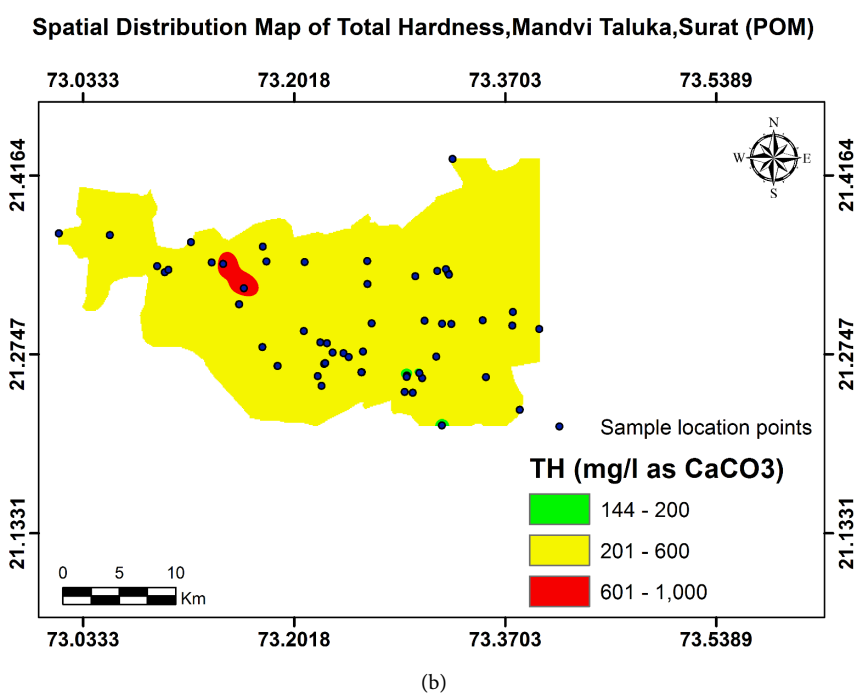 Spatial Distribution Map of Total Hardness,Mandvi Taluka,Surat (POM)
73.0333 73.2018 73.3703 73.5389
N
W E
S
21.4164 21.4164
21.2747 21.2747
21.1331 21.1331
Sample location points
TH (mg/l as CaCO3)
144 - 200
201 - 600
601 - 1,000
0 5 10
Km
73.0333 73.2018 73.3703 73.5389
(b)